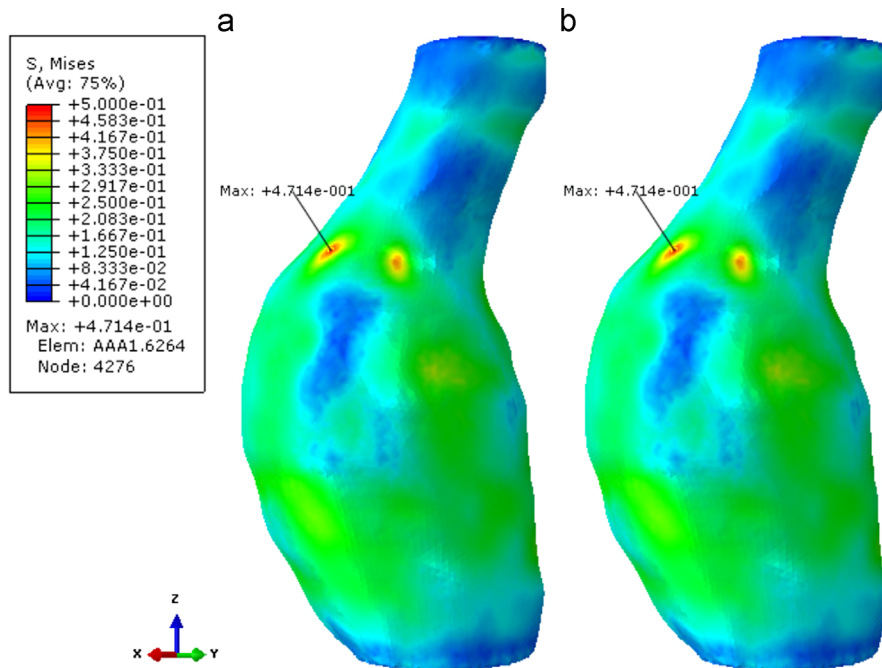 a
b
S, Mises
(Avg: 75%)
+5.000e-01
+4.583e-01
+4.167e-01
+3.750e-01
+3.333e-01
+2.917e-01
+2.500e-01
+2.083e-01
+1.667e-01
+1.250e-01
+8.333e-02
+4.167e-02
+0.000e+00
Max: +4.714e-01
Elem: AAA1.6264
Node: 4276
Max: +4.714e-001
Max: +4.714e-001
Z
X
Y